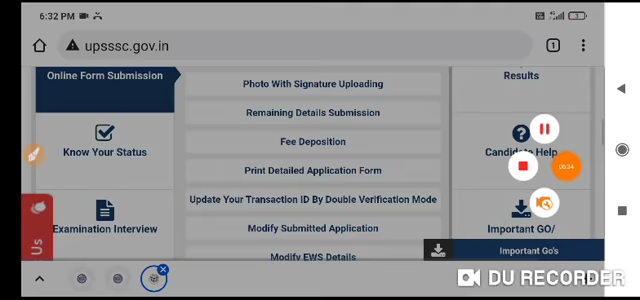 6:32 PM
upsssc.gov.in
1
Online Form Submission
Photo With Signature Uploading
Results
Remaining Details Submission
Know Your Status
Fee Deposition
Candidate Help
Print Detailed Application Form
Update Your Transaction ID By Double Verification Mode
Examination Interview
Modify Submitted Application
Important GO/
Modify EWS Details
Important Go's
Us
DU RECORDER